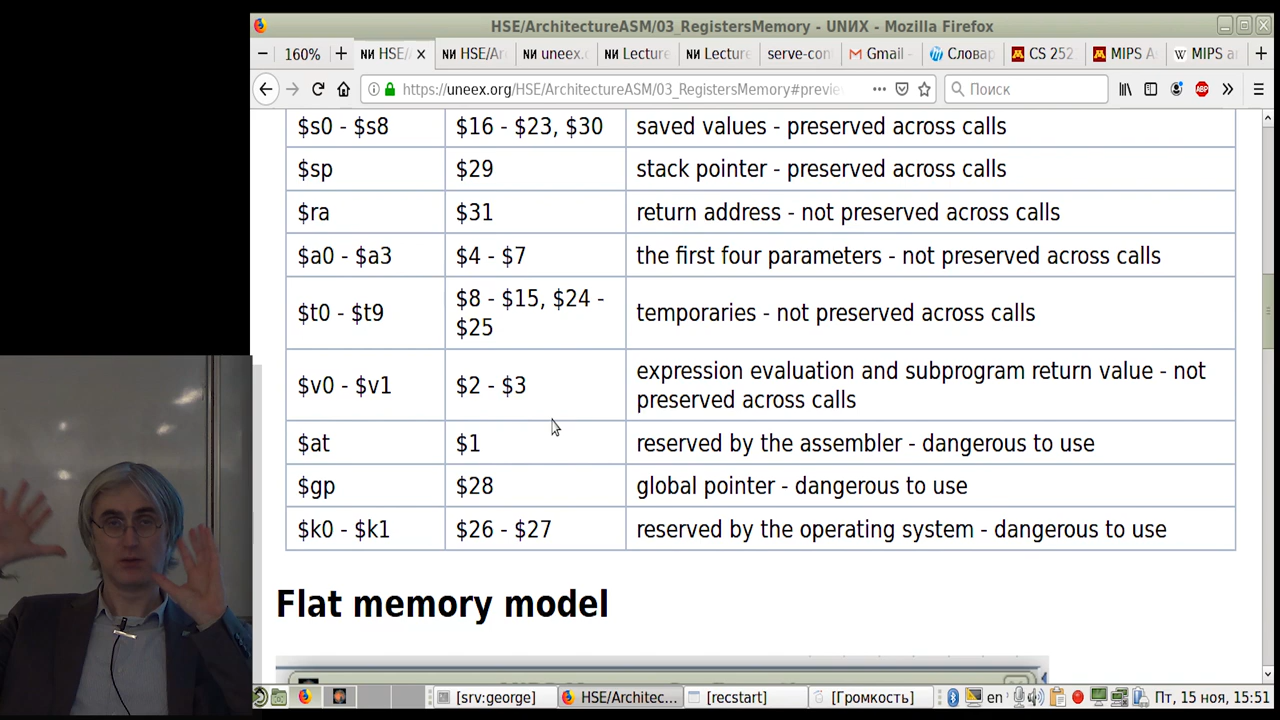 HSE/ArchitectureASM/03_RegistersMemory - UNИX - Mozilla Firefox
160%
ИИ HSE/
ИИ HSE/Ar
uneex.
ИИ Lecture
ИИ Lecture
serve-con
Gmail -
Словар
CS 252
MIPS A
W MIPS ar
https://uneex.org/HSE/ArchitectureASM/03_RegistersMemory#previe
Поиск
ABP
$s0 - $s8 $16 - $23, $30 saved values - preserved across calls
$sp $29 stack pointer - preserved across calls
$ra $31 return address - not preserved across calls
$a0 - $a3 $4 - $7 the first four parameters - not preserved across calls
$t0 - $t9 $8 - $15, $24 -
$25 temporaries - not preserved across calls
$v0 - $v1 $2 - $3 expression evaluation and subprogram return value - not
preserved across calls
$at $1 reserved by the assembler - dangerous to use
$gp $28 global pointer - dangerous to use
$k0 - $k1 $26 - $27 reserved by the operating system - dangerous to use
Flat memory model
[srv:george]
HSE/Architec...
[recstart]
[Громкость]
en
Пт, 15 ноя, 15:51